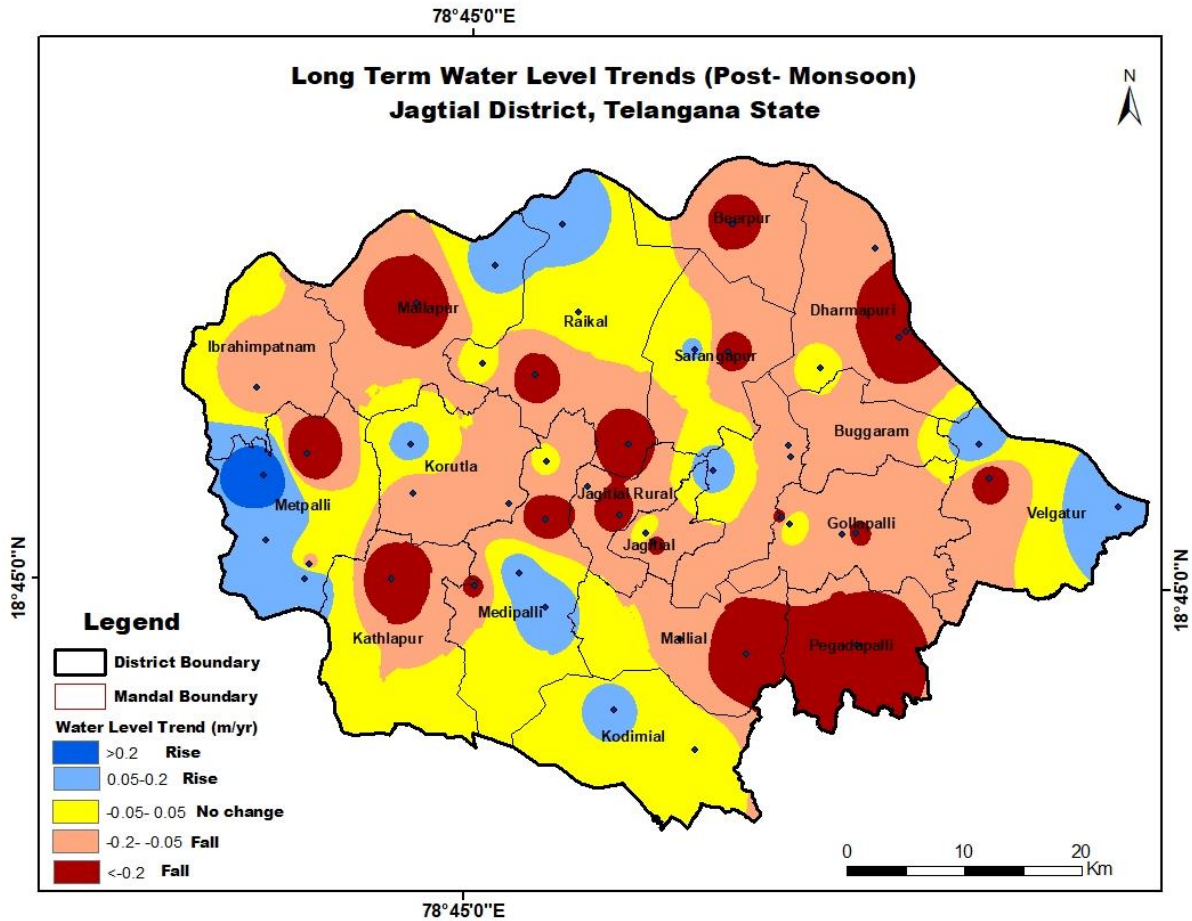 78°45'0"E
Long Term Water Level Trends (Post- Monsoon)
Jagtial District, Telangana State
N
Beerpur
Mallapur
Dharmapuri
Raikal
Ibrahimpatnam
Sarangapur
Buggaram
Korutla
Jagitial Rural
Metpalli
Velgatur
Gollapalli
Jagitial
18°45'0"N
18°45'0"N
Medipalli
Kathlapur
Mallial
Pegadapalli
Kodimial
Legend
District Boundary
Mandal Boundary
Water Level Trend (m/yr)
>0.2 Rise
0.05-0.2 Rise
-0.05- 0.05 No change
-0.2- -0.05 Fall
<-0.2 Fall
0 10 20
Km
78°45'0"E